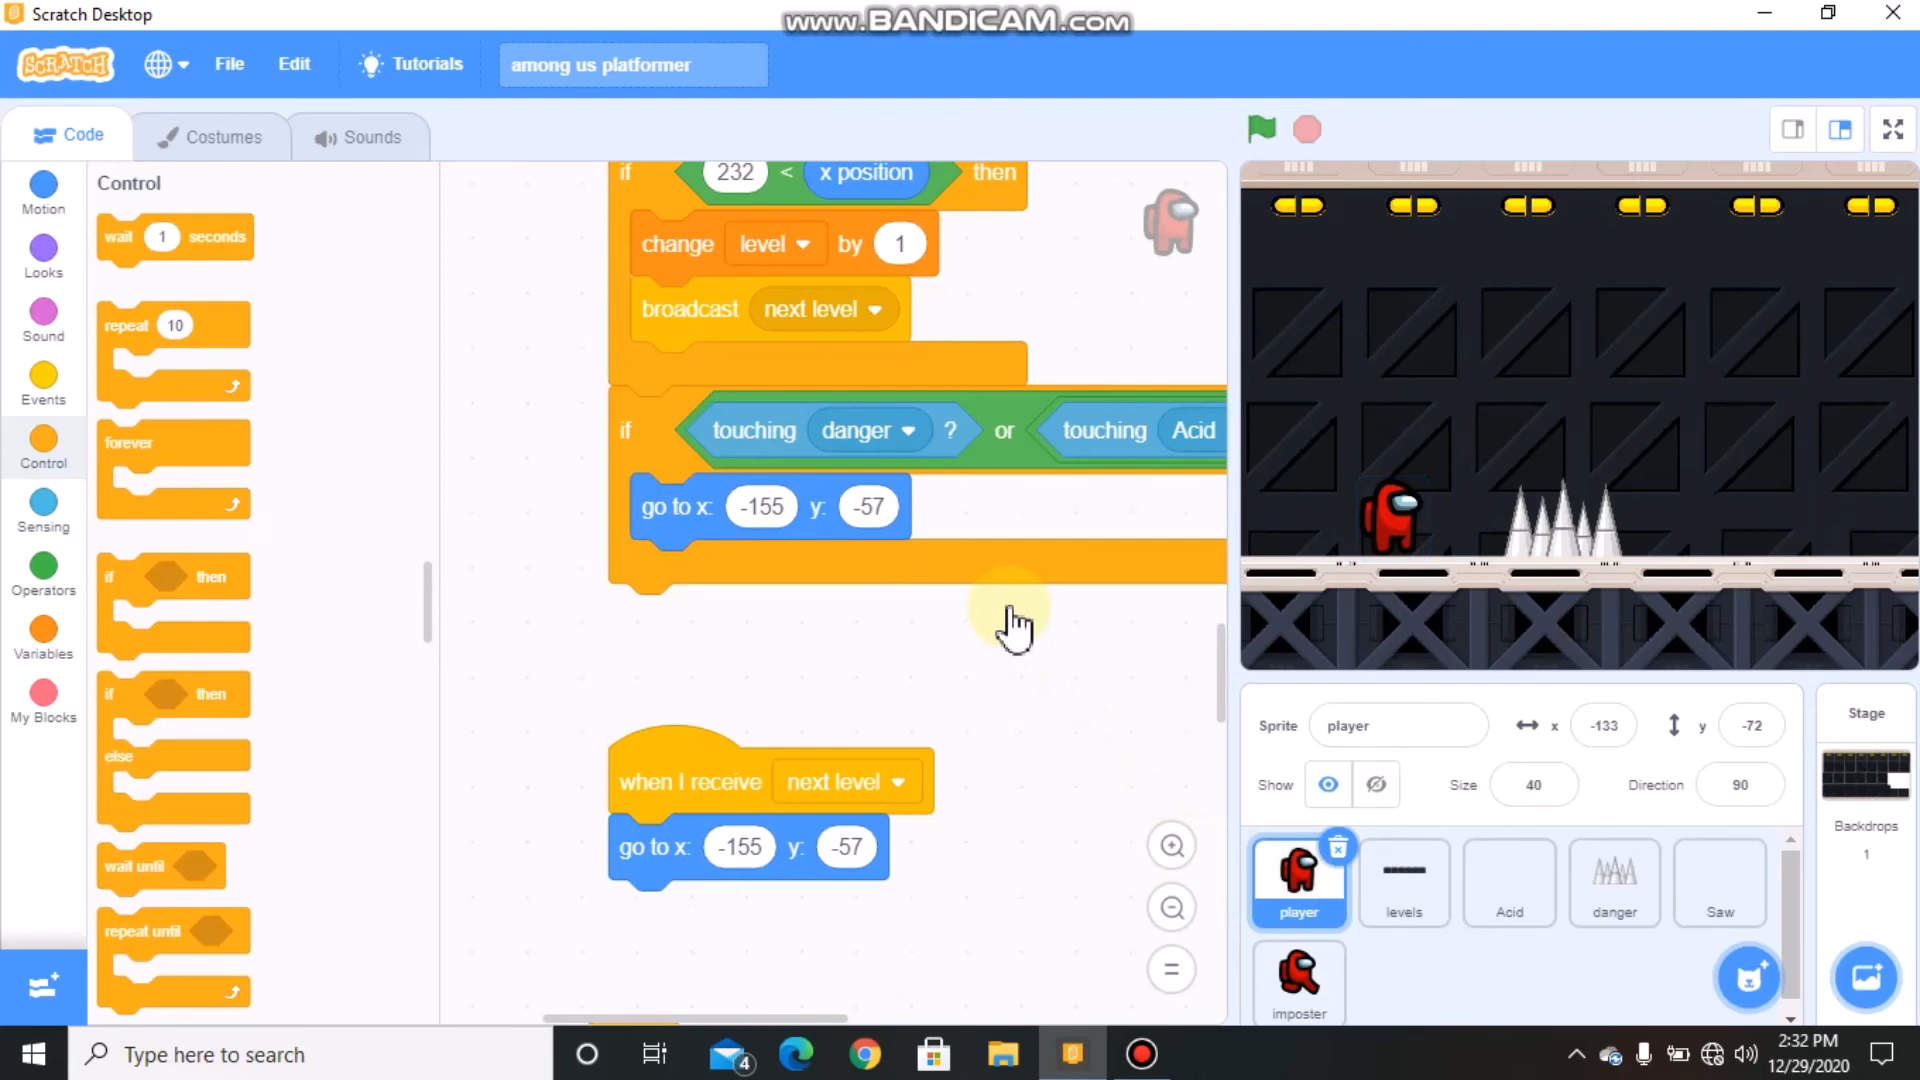 Scratch Desktop
www.BANDICAM.com
SCRATCH
File
Edit
Tutorials
among us platformer
Code
Costumes
Sounds
Motion
Looks
Sound
Events
Control
Sensing
Operators
Variables
My Blocks
Control
wait 1 seconds
repeat 10
forever
if then
if then
else
wait until
repeat until
if 232 < x position then
change level by 1
broadcast next level
if touching danger ? or touching Acid
go to x: -155 y: -57
when I receive next level
go to x: -155 y: -57
Sprite player x -133 y -72
Show Size 40 Direction 90
player
levels
Acid
danger
Saw
imposter
Stage
Backdrops
1
Type here to search
4
2:32 PM
12/29/2020